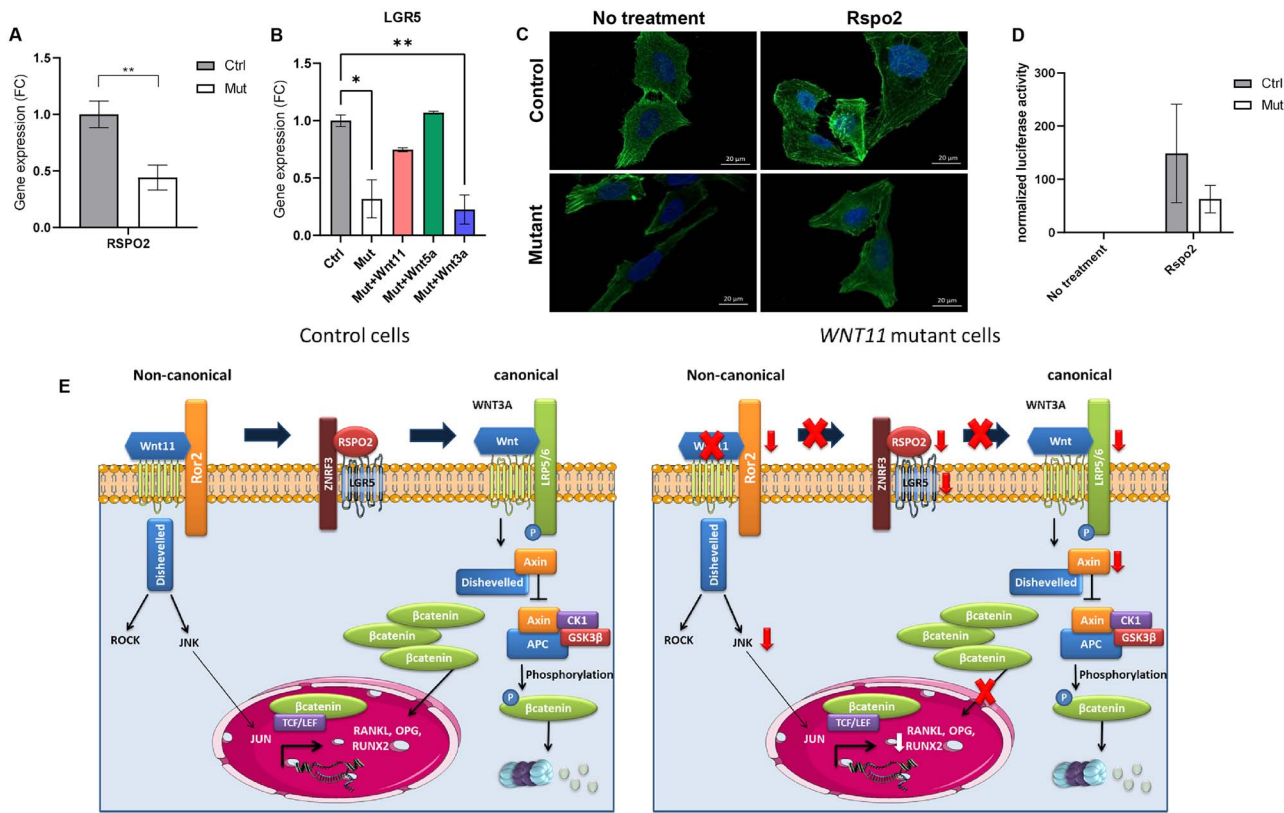 A
Gene expression (FC)
1.5
1.0
0.5
0.0
**
RSPO2
Ctrl
Mut
B
LGR5
Gene expression (FC)
1.5
1.0
0.5
0.0
**
*
Ctrl
Mut
Mut+Wnt11
Mut+Wnt5a
Mut+Wnt3a
C
No treatment
Rspo2
Control
Mutant
20 µm
20 µm
20 µm
20 µm
D
normalized luciferase activity
300
200
100
0
No treatment
Rspo2
Ctrl
Mut
E
Control cells
Non-canonical
canonical
WNT3A
Wnt11
Ror2
ZNRF3
RSPO2
LGR5
Wnt
LRP5/6
P
Dishevelled
Axin
Dishevelled
ROCK
JNK
βcatenin
βcatenin
βcatenin
Axin
CK1
APC
GSK3β
Phosphorylation
P
βcatenin
βcatenin
TCF/LEF
JUN
RANKL, OPG,
RUNX2
WNT11 mutant cells
Non-canonical
canonical
WNT3A
Ror2
ZNRF3
RSPO2
LGR5
Wnt
LRP5/6
P
Dishevelled
Axin
Dishevelled
ROCK
JNK
βcatenin
βcatenin
βcatenin
Axin
CK1
APC
GSK3β
Phosphorylation
P
βcatenin
βcatenin
TCF/LEF
JUN
RANKL, OPG,
RUNX2